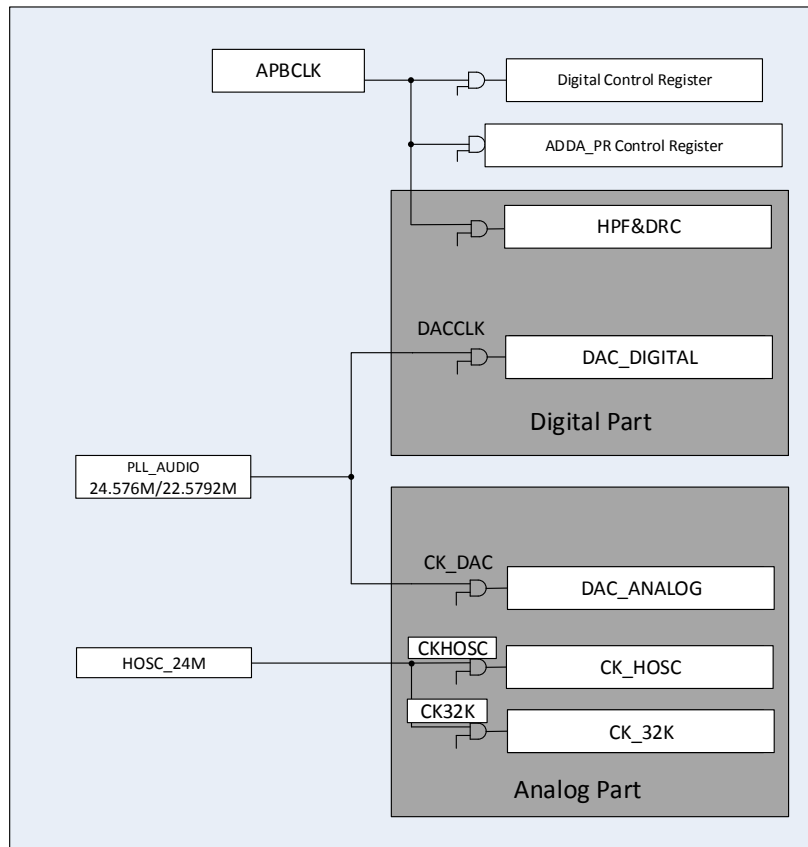 APBCLK
Digital Control Register
ADDA_PR Control Register
HPF&DRC
DACCLK
DAC_DIGITAL
Digital Part
PLL_AUDIO
24.576M/22.5792M
CK_DAC
DAC_ANALOG
HOSC_24M
CKHOSC
CK_HOSC
CK32K
CK_32K
Analog Part